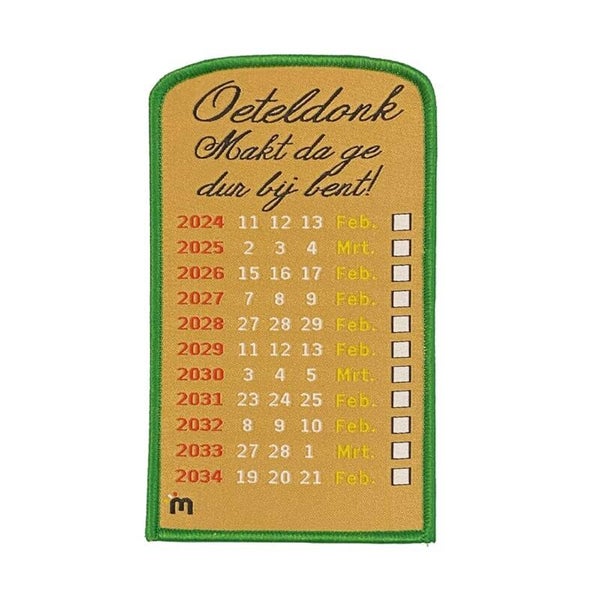 Oeteldonk
Makt da ge
dur bij bent!
2024 11 12 13 Feb.
2025 2 3 4 Mrt.
2026 15 16 17 Feb.
2027 7 8 9 Feb.
2028 27 28 29 Feb.
2029 11 12 13 Feb.
2030 3 4 5 Mrt.
2031 23 24 25 Feb.
2032 8 9 10 Feb.
2033 27 28 1 Mrt.
2034 19 20 21 Feb.
m